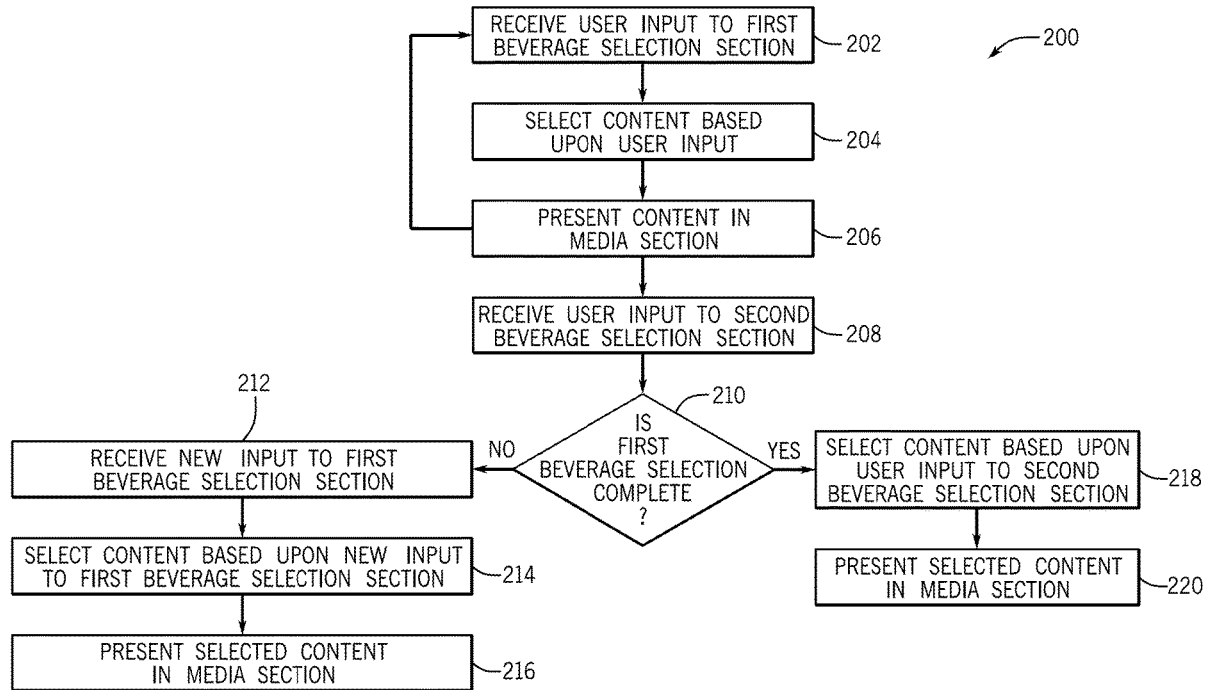 RECEIVE USER INPUT TO FIRST
BEVERAGE SELECTION SECTION
202
200
SELECT CONTENT BASED
UPON USER INPUT
204
PRESENT CONTENT IN
MEDIA SECTION
206
RECEIVE USER INPUT TO SECOND
BEVERAGE SELECTION SECTION
208
210
IS
FIRST
BEVERAGE SELECTION
COMPLETE
?
NO
YES
212
RECEIVE NEW INPUT TO FIRST
BEVERAGE SELECTION SECTION
SELECT CONTENT BASED UPON NEW INPUT
TO FIRST BEVERAGE SELECTION SECTION
214
PRESENT SELECTED CONTENT
IN MEDIA SECTION
216
SELECT CONTENT BASED UPON
USER INPUT TO SECOND
BEVERAGE SELECTION SECTION
218
PRESENT SELECTED CONTENT
IN MEDIA SECTION
220